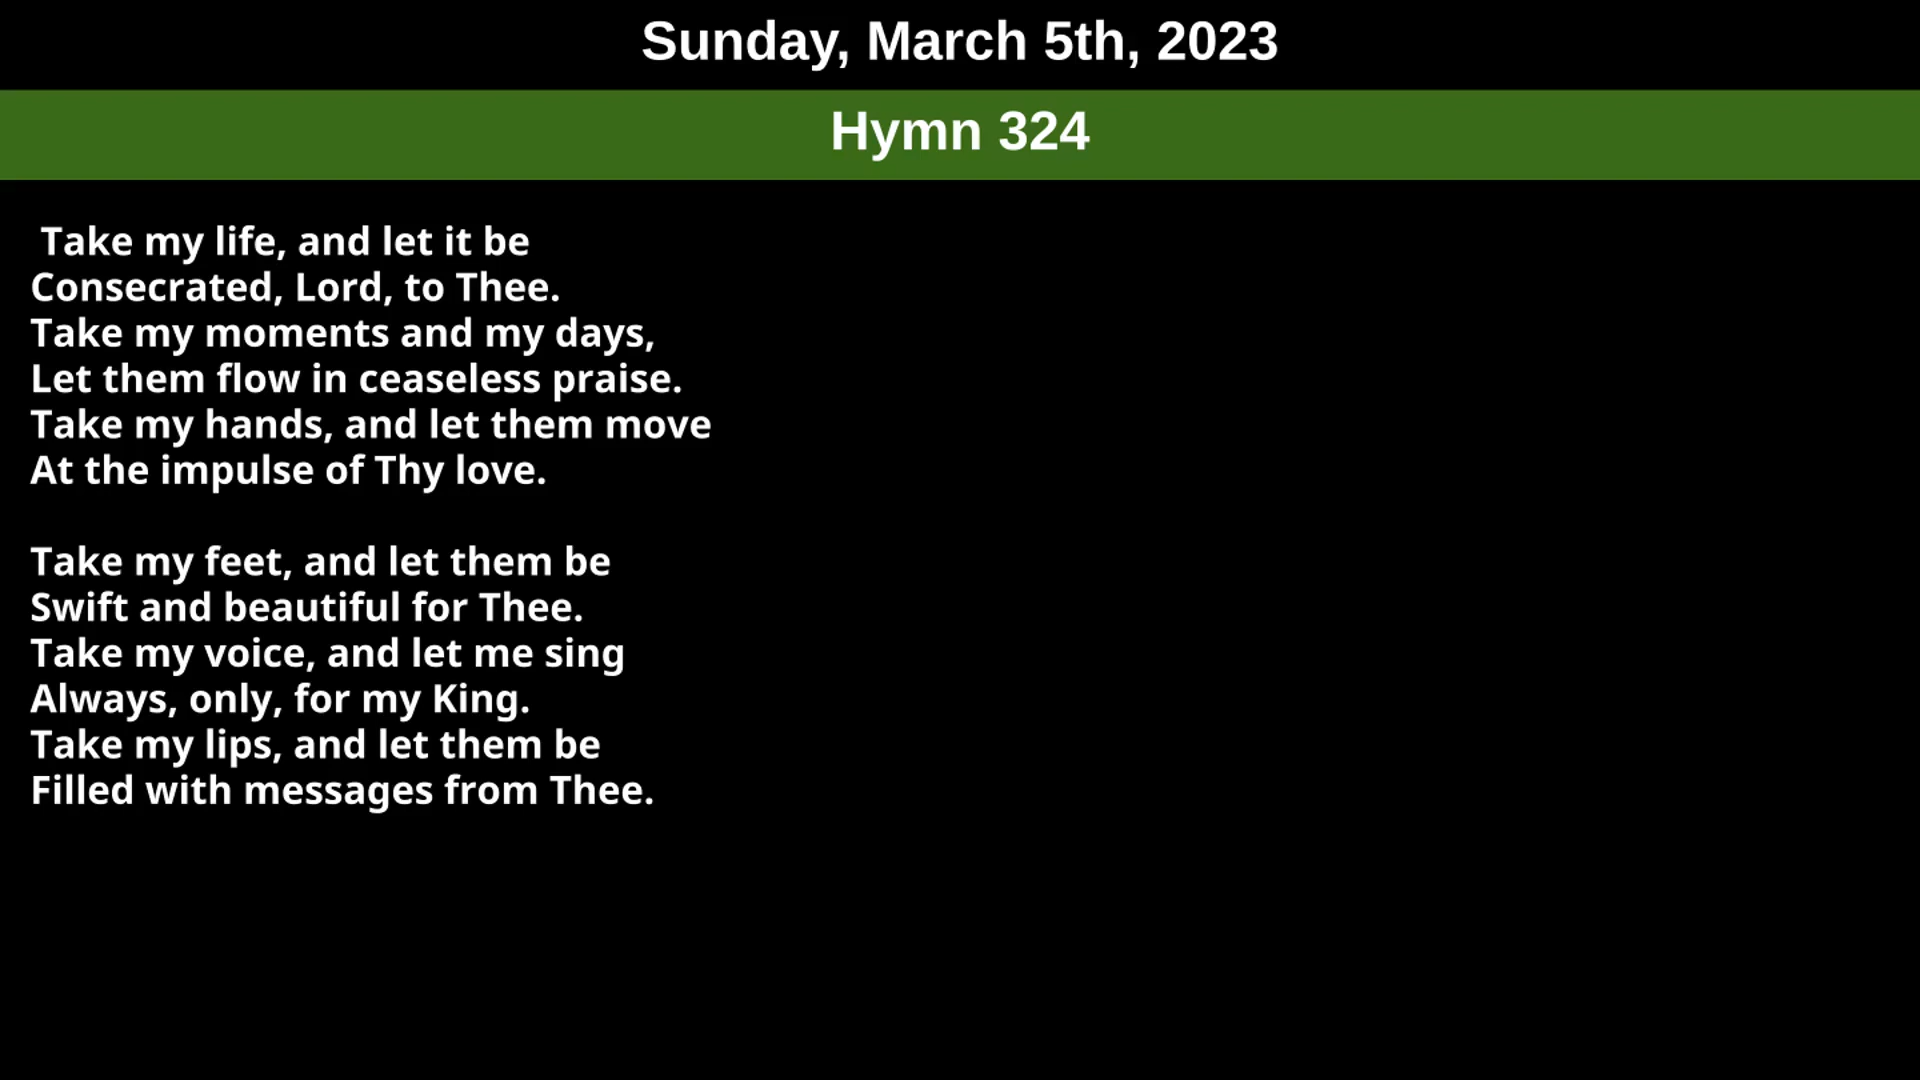 Sunday, March 5th, 2023
Hymn 324
Take my life, and let it be
Consecrated, Lord, to Thee.
Take my moments and my days,
Let them flow in ceaseless praise.
Take my hands, and let them move
At the impulse of Thy love.
Take my feet, and let them be
Swift and beautiful for Thee.
Take my voice, and let me sing
Always, only, for my King.
Take my lips, and let them be
Filled with messages from Thee.